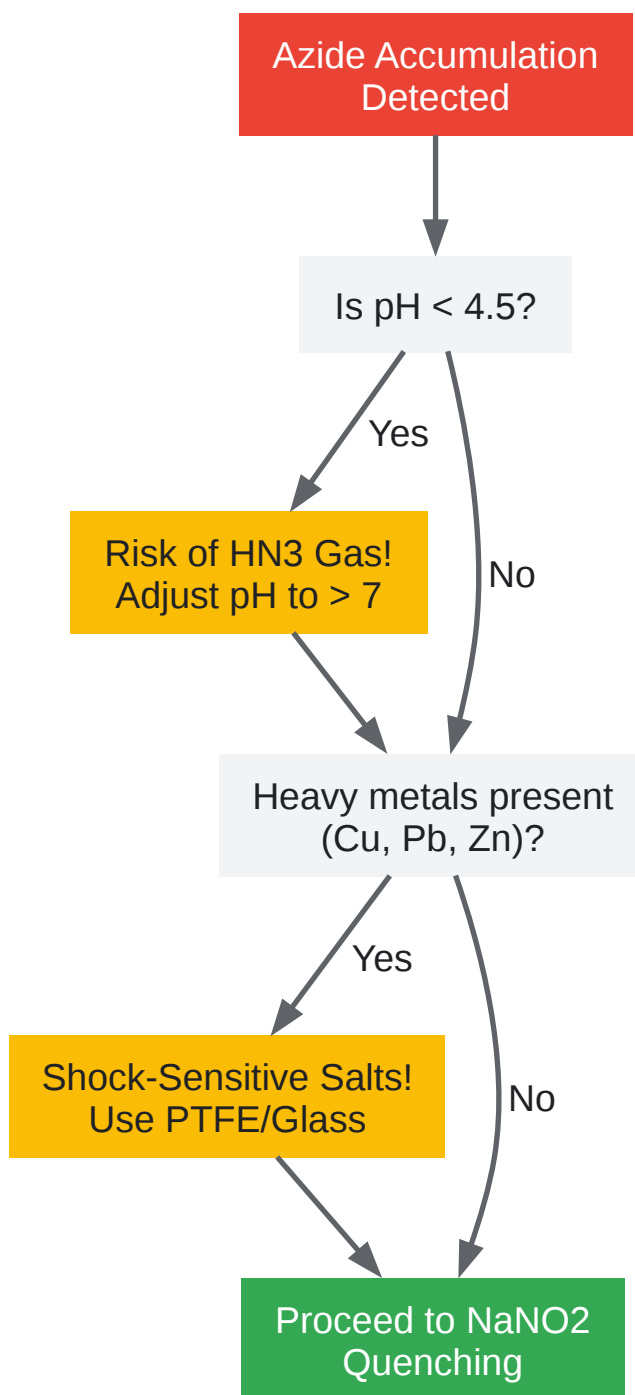 Azide Accumulation
Detected
Is pH < 4.5?
Yes
Risk of HN3 Gas!
Adjust pH to > 7
No
Heavy metals present
(Cu, Pb, Zn)?
Yes
Shock-Sensitive Salts!
Use PTFE/Glass
No
Proceed to NaNO2
Quenching